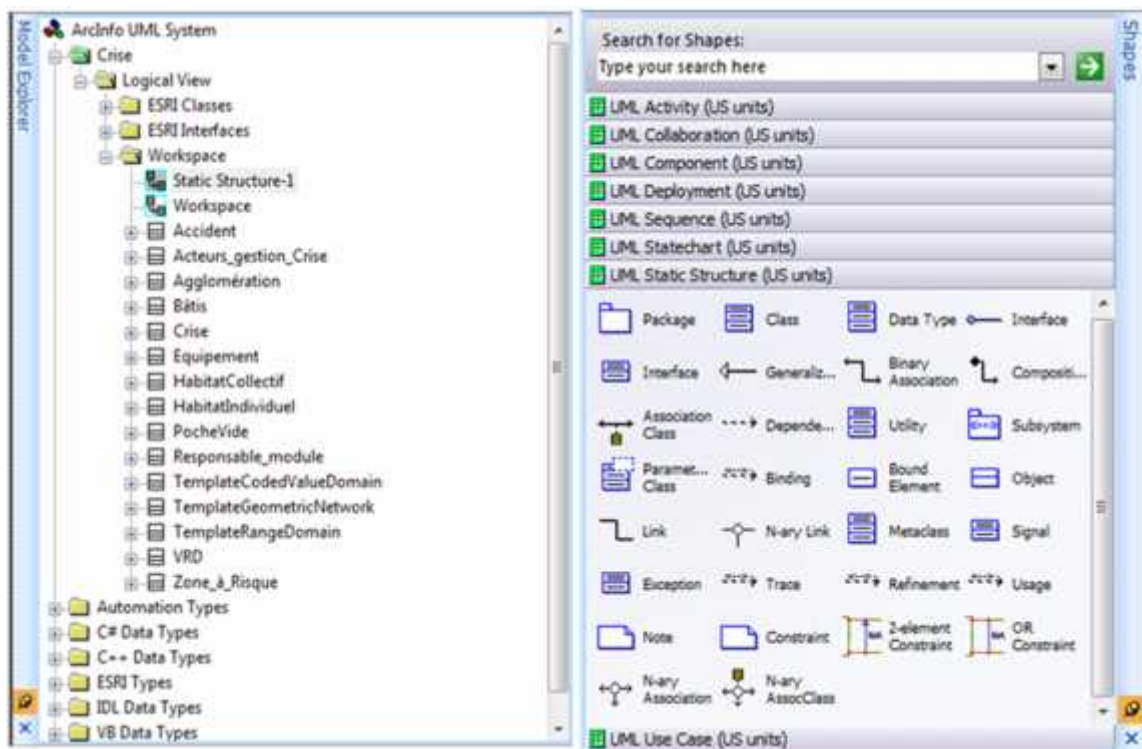 Model Explorer
ArcInfo UML System
Crise
Logical View
ESRI Classes
ESRI Interfaces
Workspace
Static Structure-1
Workspace
Accident
Acteurs_gestion_Crise
Agglomération
Bâtis
Crise
Equipement
HabitatCollectif
HabitatIndividuel
PocheVide
Responsable_module
TemplateCodedValueDomain
TemplateGeometricNetwork
TemplateRangeDomain
VRD
Zone_à_Risque
Automation Types
C# Data Types
C++ Data Types
ESRI Types
IDL Data Types
VB Data Types
Shapes
Search for Shapes:
Type your search here
UML Activity (US units)
UML Collaboration (US units)
UML Component (US units)
UML Deployment (US units)
UML Sequence (US units)
UML Statechart (US units)
UML Static Structure (US units)
Package Class Data Type Interface
Interface Generaliz... Binary Association Compositi...
Association Class Depende... Utility Subsystem
Paramet... Class Binding Bound Element Object
Link N-ary Link Metaclass Signal
Exception Trace Refinement Usage
Note Constraint 2-element Constraint OR Constraint
N-ary Association N-ary AssocClass
UML Use Case (US units)